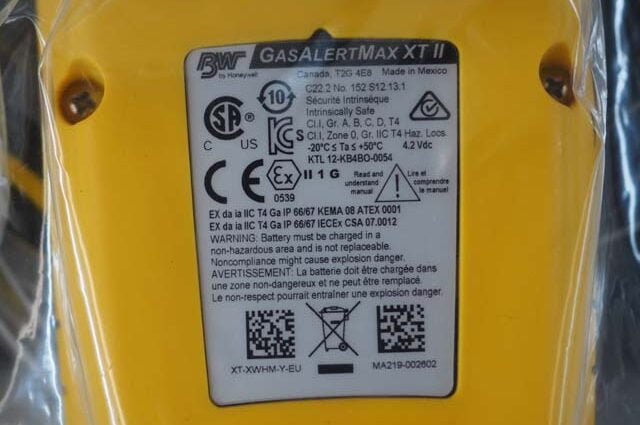 BW GASALERTMAX XT II
by Honeywell Canada, T2G 4E8 Made in Mexico
C22.2 No. 152 S12.13.1
10
Sécurité Intrinsèque
Intrinsically Safe
SA
Cl.I, Gr. A, B, C, D, T4
S
Cl.I, Zone 0, Gr. IIC T4 Haz. Locs.
C US
-20°C ≤ Ta ≤ +50°C 4.2 Vdc
KTL 12-KB4BO-0054
CE Ex II 1 G
0539
Read and understand manual
Lire et comprendre le manuel
EX da ia IIC T4 Ga IP 66/67 KEMA 08 ATEX 0001
EX da ia IIC T4 Ga IP 66/67 IECEx CSA 07.0012
WARNING: Battery must be charged in a
non-hazardous area and is not replaceable.
Noncompliance might cause explosion danger.
AVERTISSEMENT: La batterie doit être chargée dans
une zone non-dangereux et ne peut être remplacé.
Le non-respect pourrait entraîner une explosion danger.
XT-XWHM-Y-EU MA219-002602